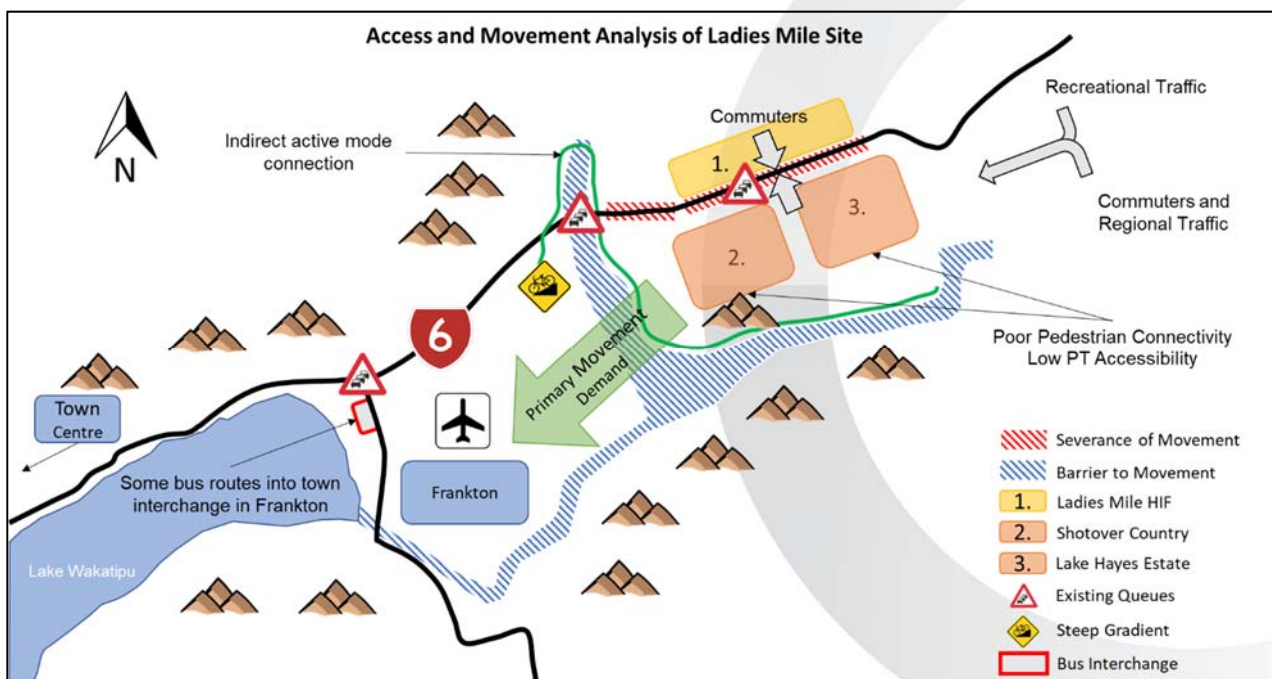 Access and Movement Analysis of Ladies Mile Site
N
Indirect active mode
connection
Commuters
Recreational Traffic
Commuters and
Regional Traffic
1.
2.
3.
6
Primary Movement
Demand
Poor Pedestrian Connectivity
Low PT Accessibility
Town
Centre
Some bus routes into town
interchange in Frankton
Frankton
Lake Wakatipu
Severance of Movement
Barrier to Movement
1. Ladies Mile HIF
2. Shotover Country
3. Lake Hayes Estate
Existing Queues
Steep Gradient
Bus Interchange